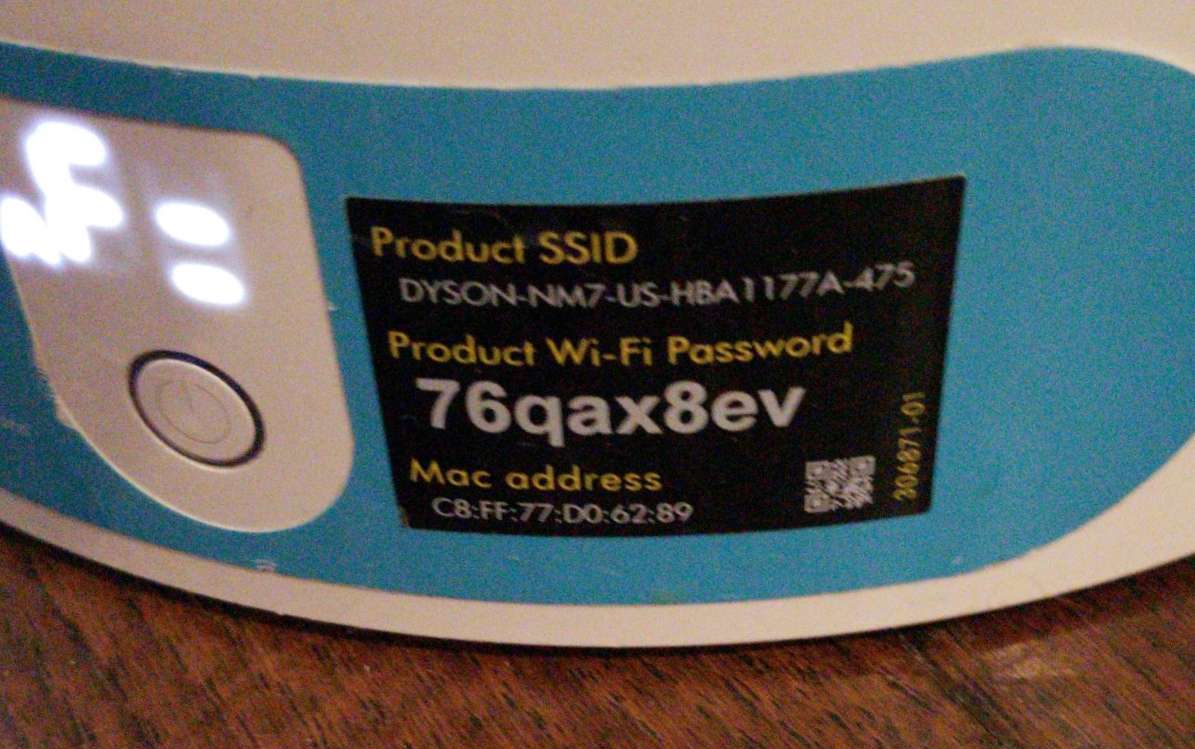 Product SSID
DYSON-NM7-US-HBA1177A-475
Product Wi-Fi Password
76qax8ev
Mac address
C8:FF:77:D0:62:89
306871-01